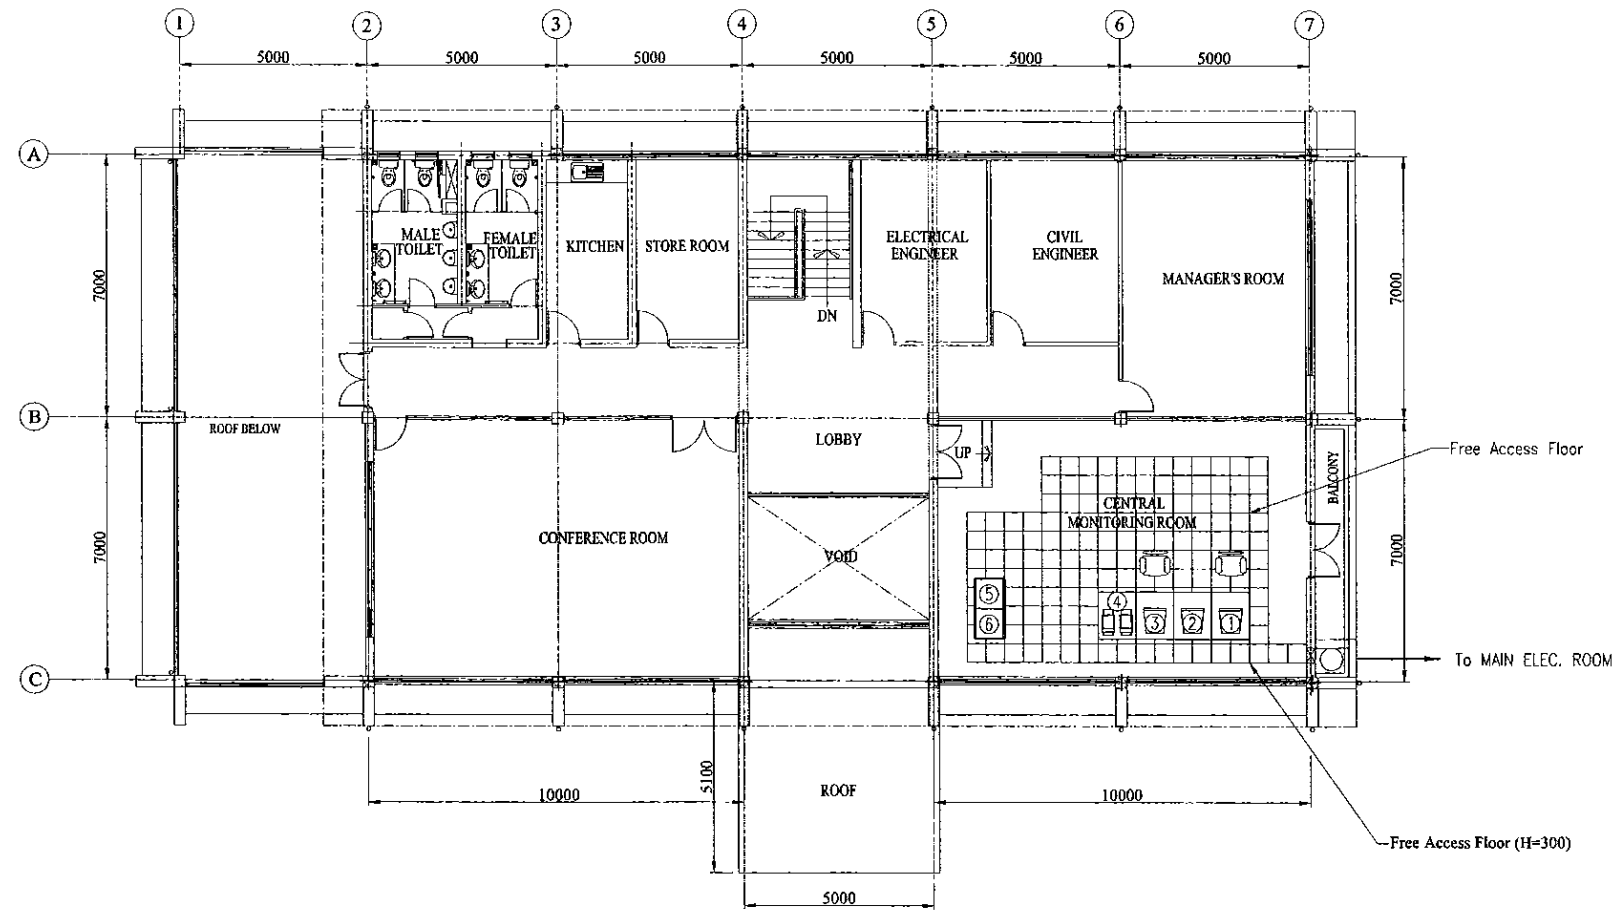 1 2 3 4 5 6 7
5000 5000 5000 5000 5000 5000
A
MALE
TOILET
FEMALE
TOILET
KITCHEN
STORE ROOM
ELECTRICAL
ENGINEER
CIVIL
ENGINEER
MANAGER'S ROOM
7000
7000
DN
B
ROOF BELOW
LOBBY
UP
Free Access Floor
BALCONY
CENTRAL
MONITORING ROOM
CONFERENCE ROOM
VOID
7000
7000
5
6
4
3 2 1
C
To MAIN ELEC. ROOM
5100
10000
ROOF
10000
Free Access Floor (H=300)
5000